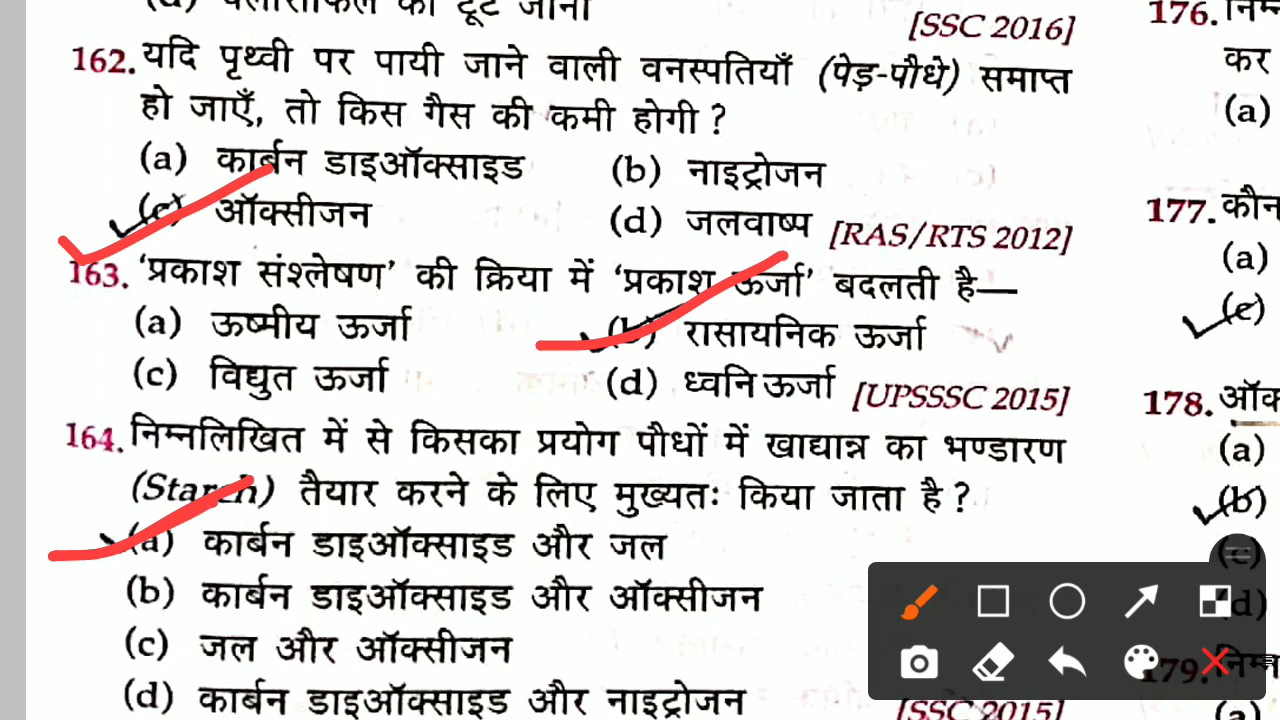 [SSC 2016]
162. यदि पृथ्वी पर पायी जाने वाली वनस्पतियाँ (पेड़-पौधे) समाप्त
हो जाएँ, तो किस गैस की कमी होगी ?
(a) कार्बन डाइऑक्साइड (b) नाइट्रोजन
(c) ऑक्सीजन (d) जलवाष्प [RAS/RTS 2012]
163. 'प्रकाश संश्लेषण' की क्रिया में 'प्रकाश ऊर्जा' बदलती है—
(a) ऊष्मीय ऊर्जा (b) रासायनिक ऊर्जा
(c) विद्युत ऊर्जा (d) ध्वनि ऊर्जा [UPSSSC 2015]
164. निम्नलिखित में से किसका प्रयोग पौधों में खाद्यान्न का भण्डारण
(Starch) तैयार करने के लिए मुख्यतः किया जाता है ?
(a) कार्बन डाइऑक्साइड और जल
(b) कार्बन डाइऑक्साइड और ऑक्सीजन
(c) जल और ऑक्सीजन
(d) कार्बन डाइऑक्साइड और नाइट्रोजन
[SSC 2015]
176.
कर
(a)
177. कौन
(a)
(c)
178.
(a)
(b)
(c)
(d)
179.
(a)